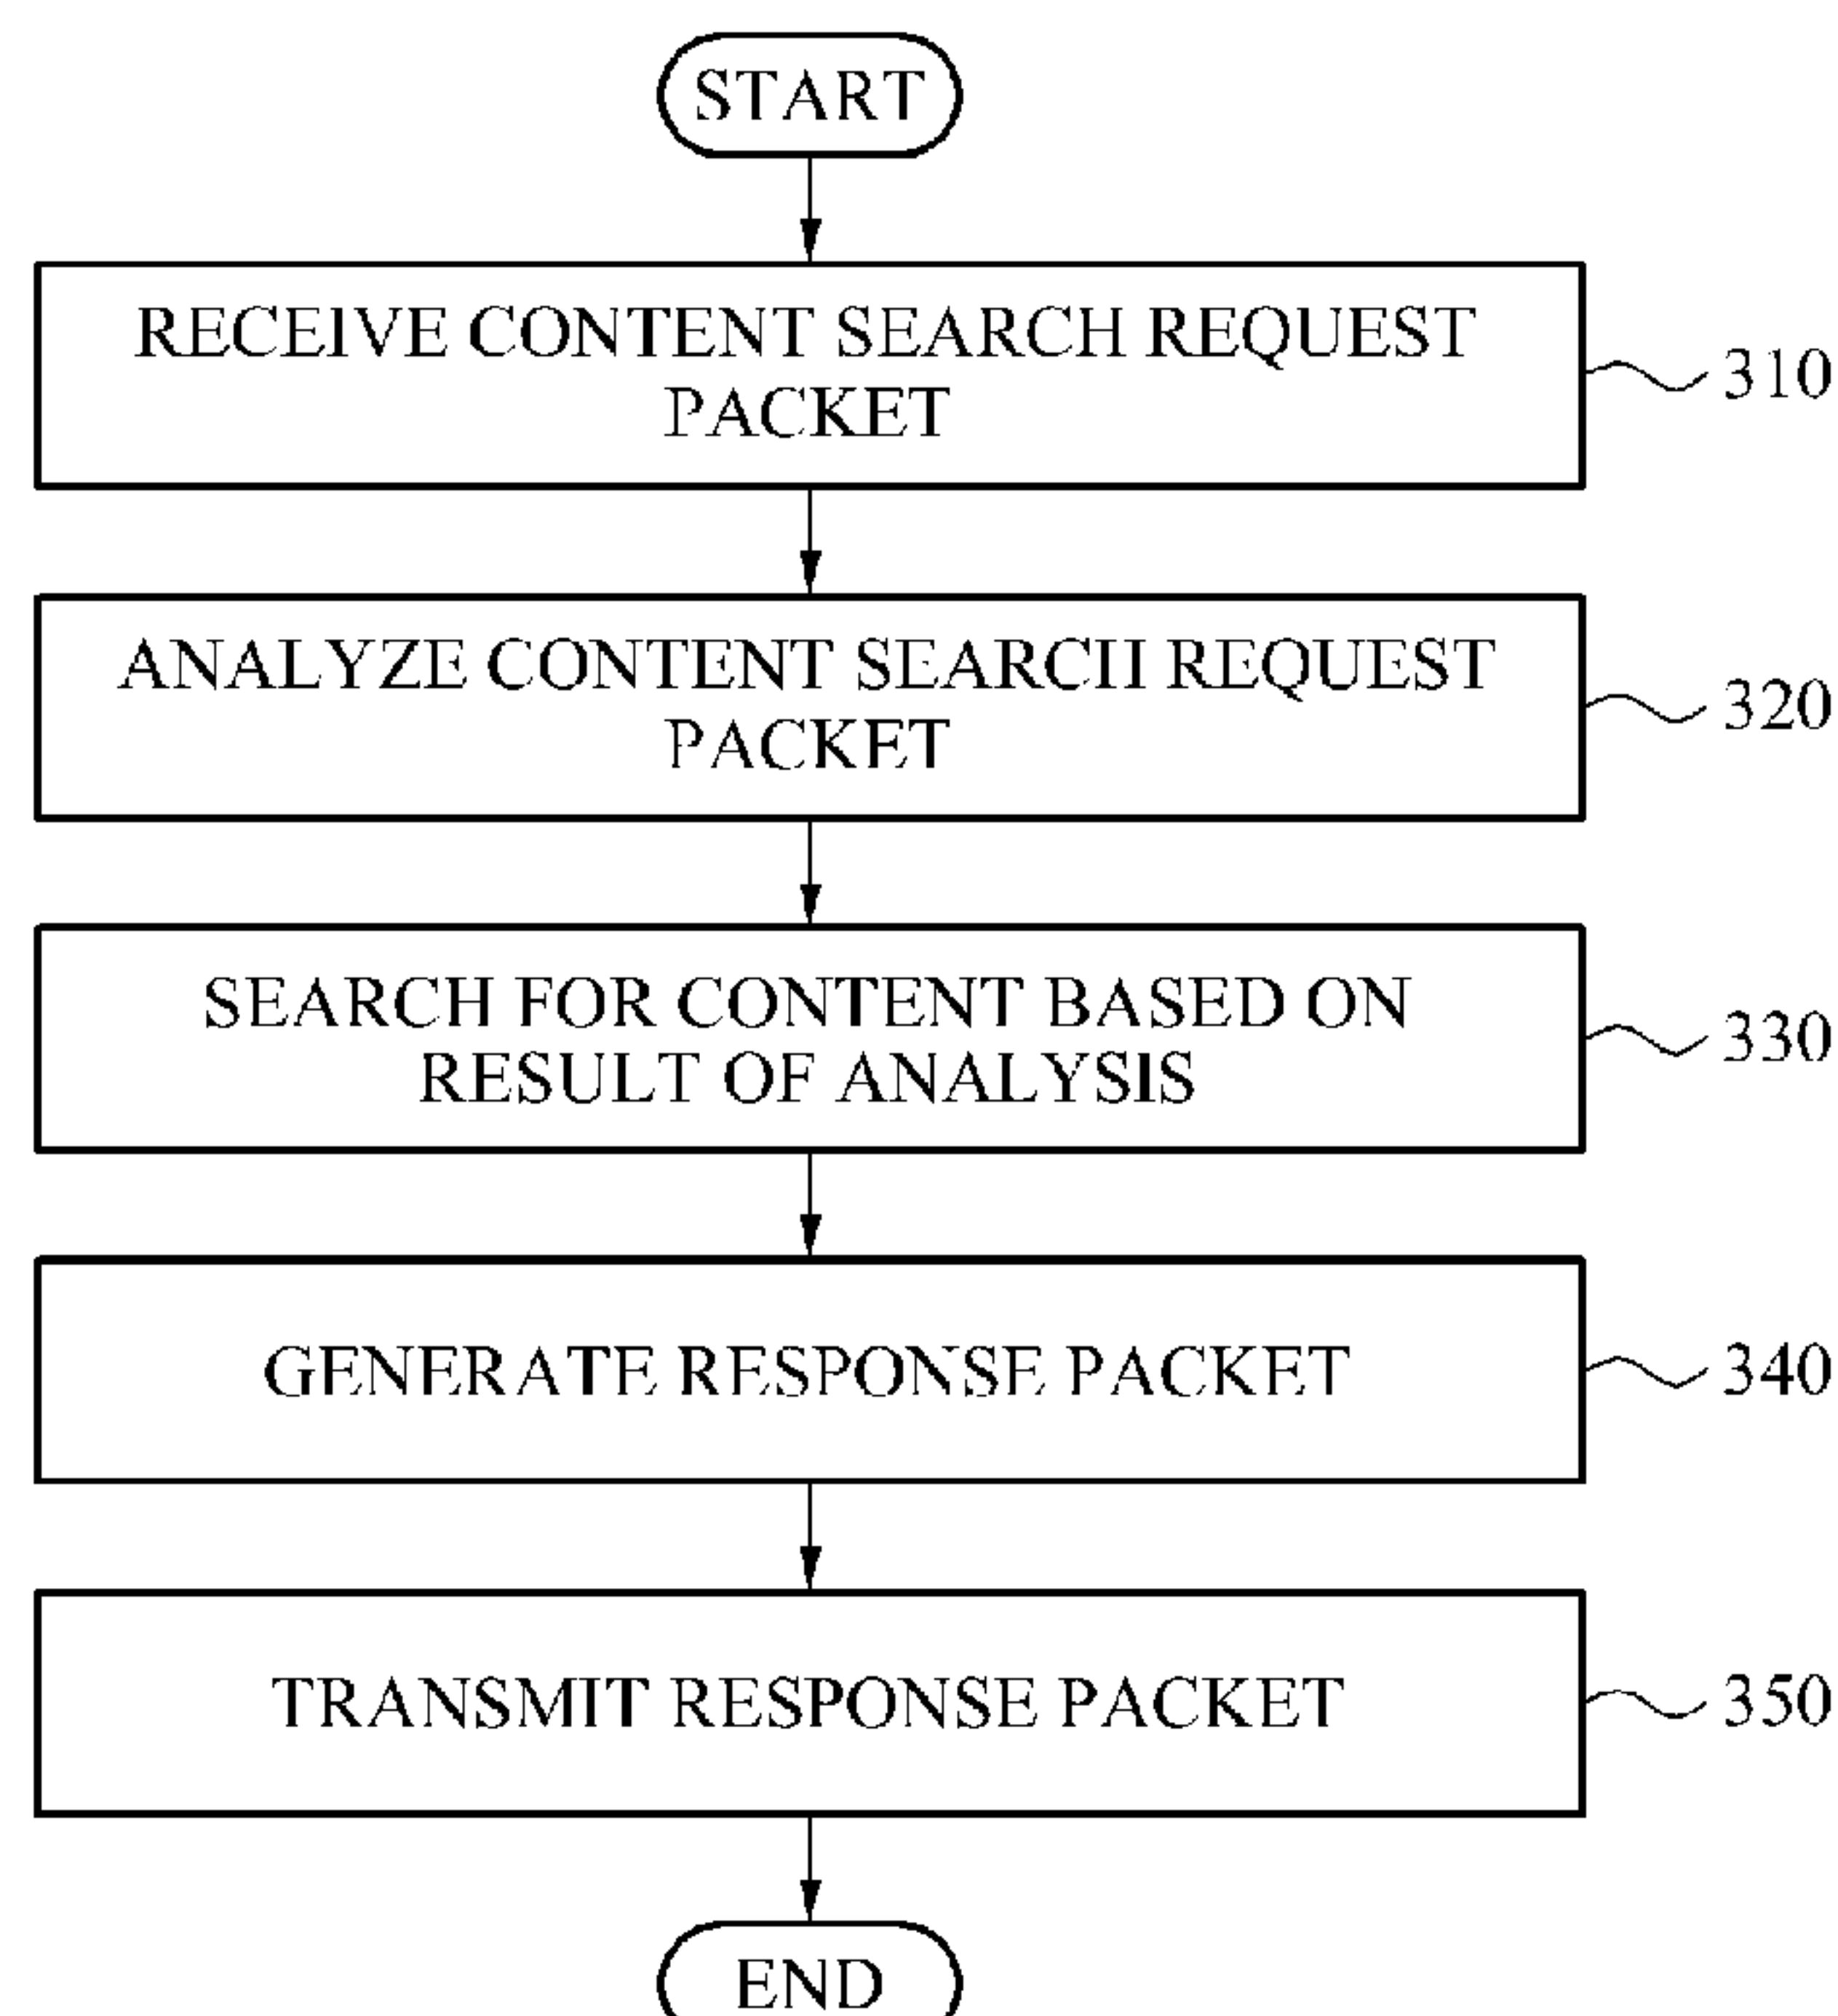 START
RECEIVE CONTENT SEARCH REQUEST
PACKET
310
ANALYZE CONTENT SEARCH REQUEST
PACKET
320
SEARCH FOR CONTENT BASED ON
RESULT OF ANALYSIS
330
GENERATE RESPONSE PACKET
340
TRANSMIT RESPONSE PACKET
350
END